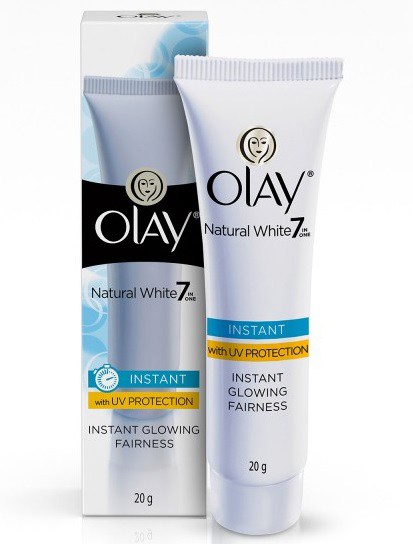 OLAY®
Natural White 7 IN ONE
INSTANT
with UV PROTECTION
INSTANT GLOWING
FAIRNESS
20 g
OLAY®
Natural White 7 IN ONE
INSTANT
with UV PROTECTION
INSTANT
GLOWING
FAIRNESS
20 g